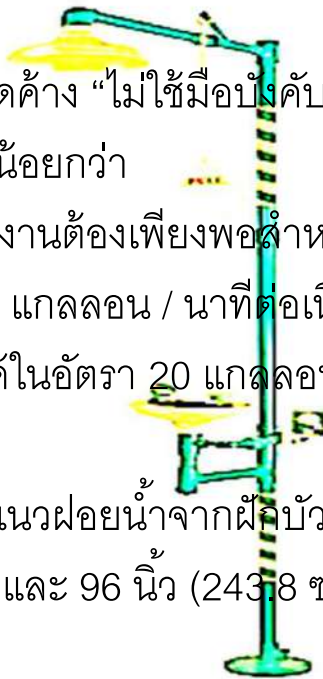 ดค้าง “ไม่ใช้มือบังคับ
น้อยกว่า
งานต้องเพียงพอสำห
แกลลอน / นาทีต่อเนื
ค้ในอัตรา 20 แกลลอน
แนวฝอยน้ำจากฝักบัว
และ 96 นิ้ว (243.8 ซ